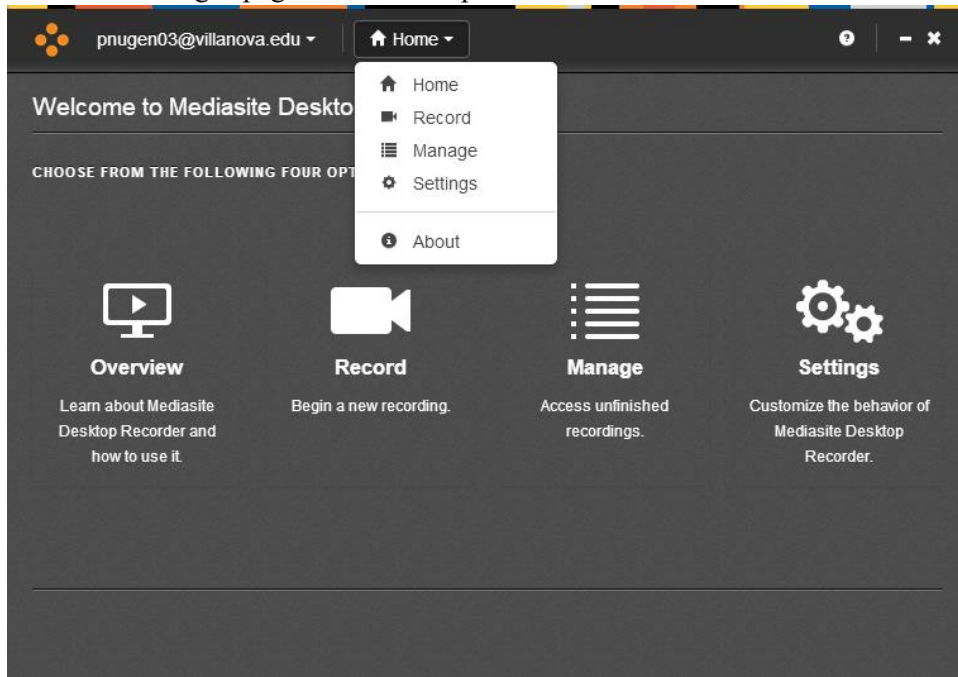 pnugen03@villanova.edu
Home
Home
Record
Manage
Settings
About
Welcome to Mediasite Deskto
CHOOSE FROM THE FOLLOWING FOUR OPT
Overview
Learn about Mediasite
Desktop Recorder and
how to use it.
Record
Begin a new recording.
Manage
Access unfinished
recordings.
Settings
Customize the behavior of
Mediasite Desktop
Recorder.